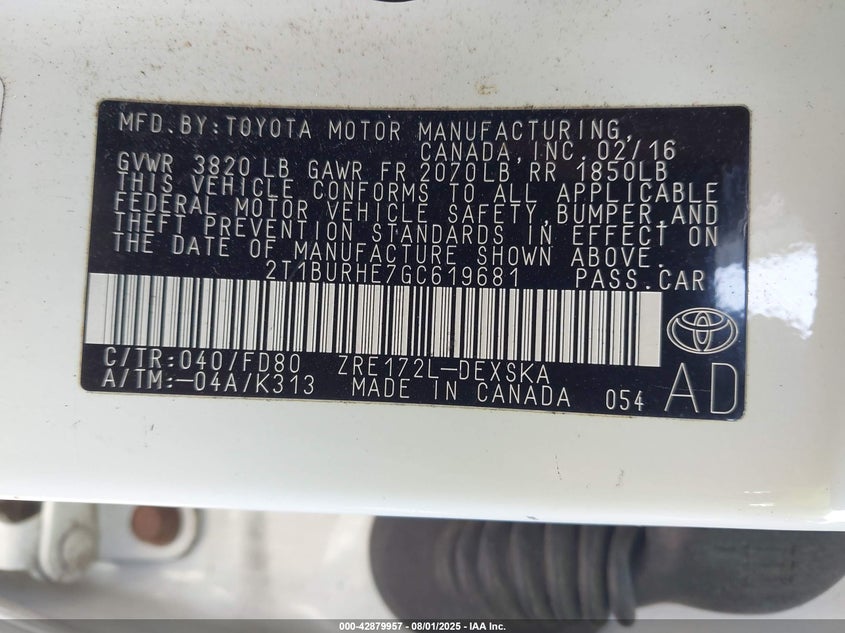 MFD.BY:TOYOTA MOTOR MANUFACTURING,
CANADA,INC. 02/16
GVWR 3820 LB GAWR FR 2070LB RR 1850LB
THIS VEHICLE CONFORMS TO ALL APPLICABLE
FEDERAL MOTOR VEHICLE SAFETY,BUMPER,AND
THEFT PREVENTION STANDARDS IN EFFECT ON
THE DATE OF MANUFACTURE SHOWN ABOVE.
2T1BURHE7GC619681 PASS.CAR
C/TR:040/FD80 ZRE172L-DEXSKA
A/TM:-04A/K313 MADE IN CANADA 054 AD
000-42879957 - 08/01/2025 - IAA Inc.